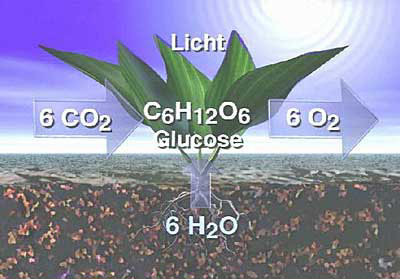 Licht
6 CO₂
C₆H₁₂O₆
Glucose
6 O₂
6 H₂O